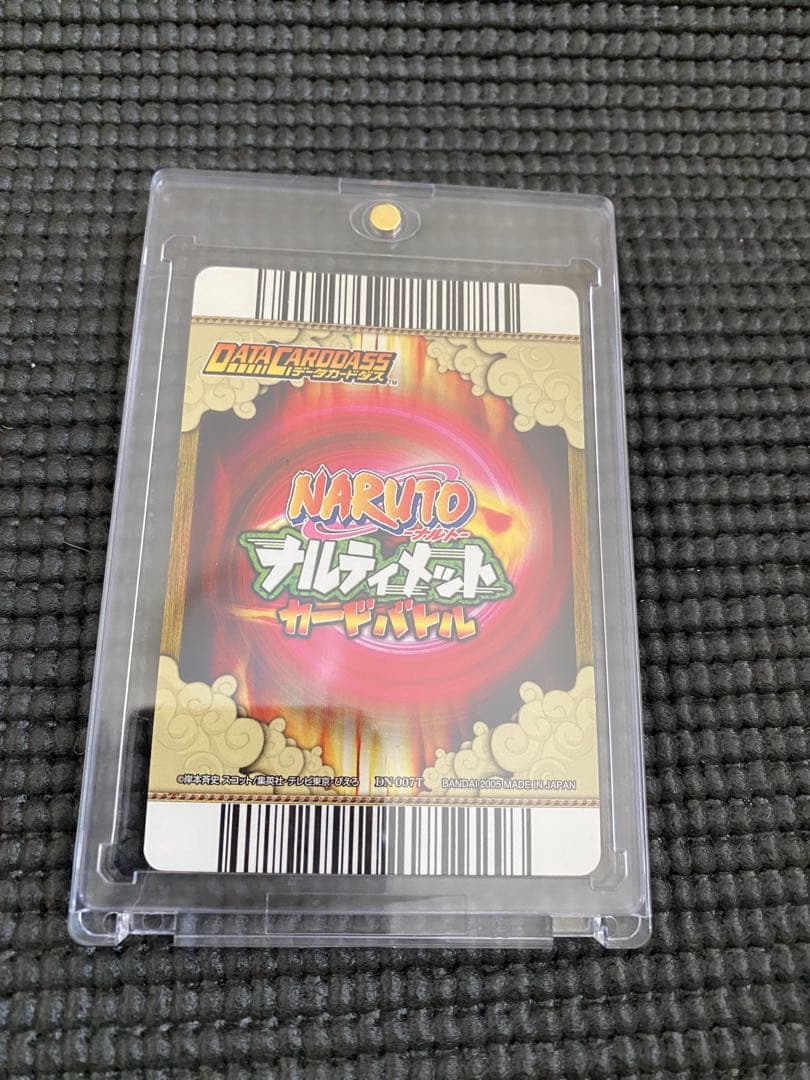 DATACARDDASS
データカードダス™
NARUTO
-ナルト-
ナルティメット
カードバトル
©岸本斉史 スコット/集英社・テレビ東京・ぴえろ DN 007T BANDAI 2005 MADE IN JAPAN